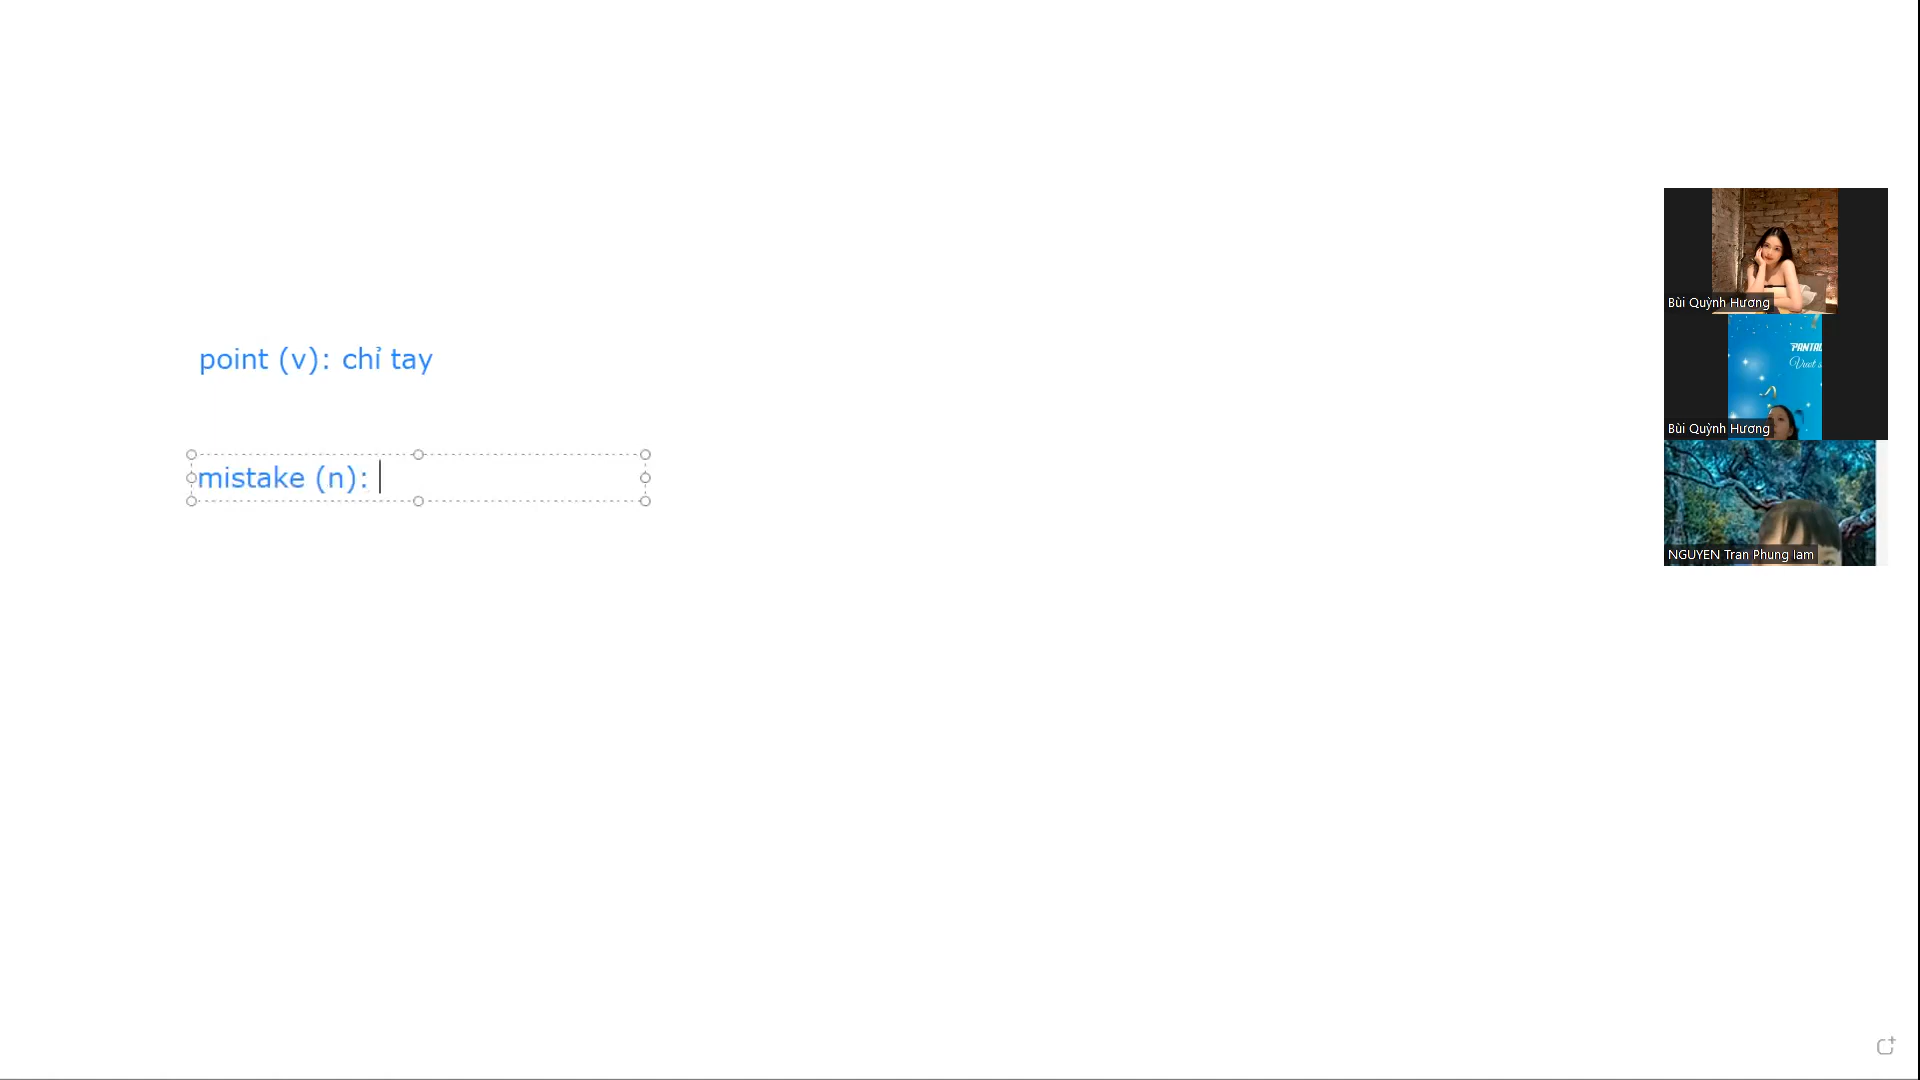 point (v): chỉ tay
mistake (n):
Bùi Quỳnh Hương
Bùi Quỳnh Hương
NGUYEN Tran Phung lam